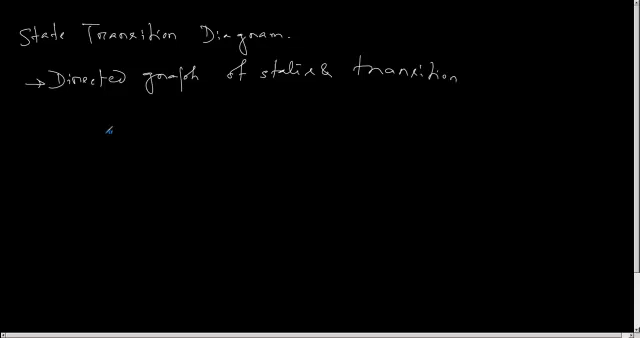 State Transition Diagram.
→ Directed graph of states & transition